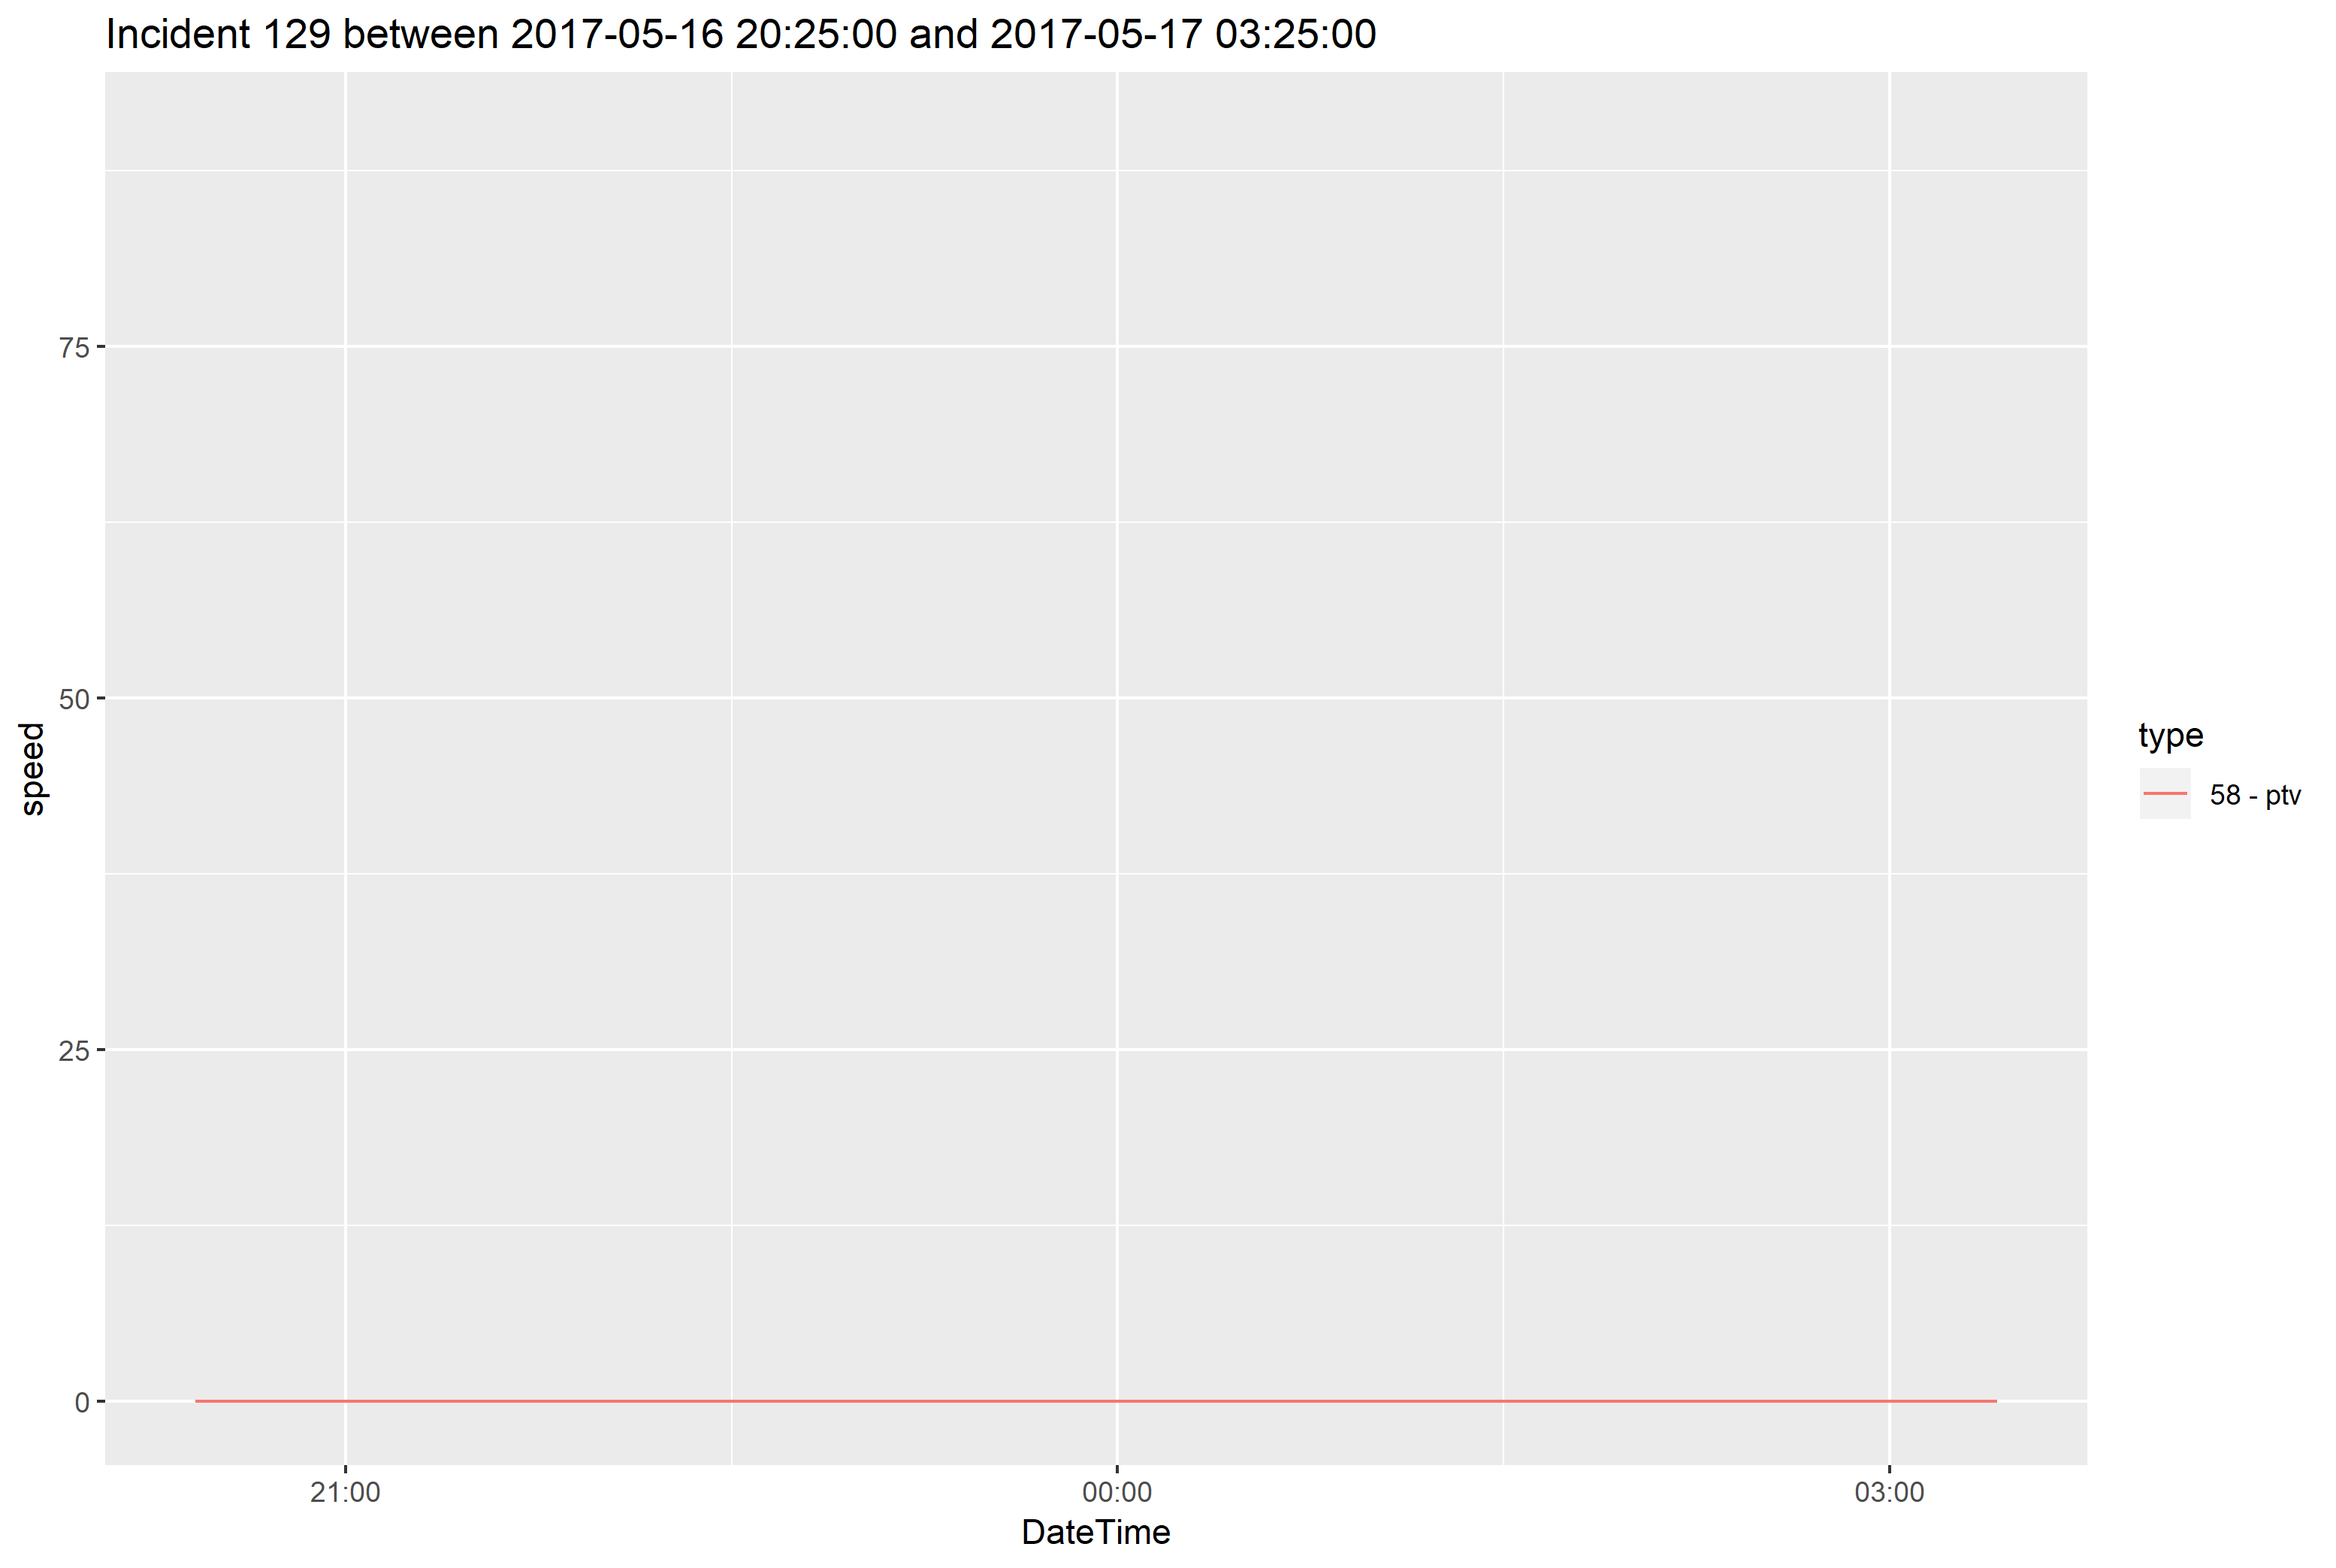 Incident 129 between 2017-05-16 20:25:00 and 2017-05-17 03:25:00
75
50
25
0
speed
21:00
00:00
03:00
DateTime
type
58 - ptv